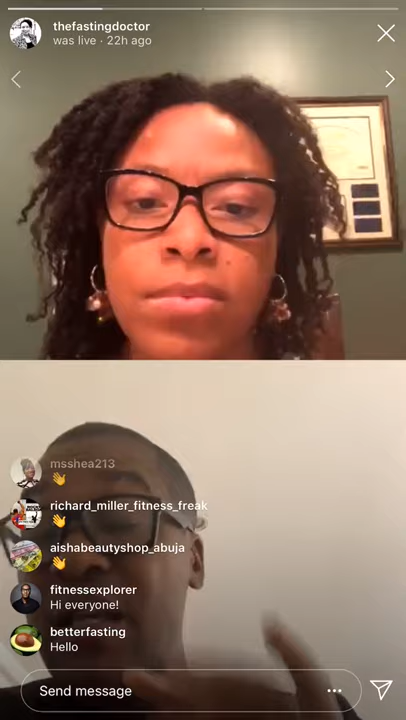 thefastingdoctor
was live · 22h ago
msshea213
👋
richard_miller_fitness_freak
👋
aishabeautyshop_abuja
👋
fitnessexplorer
Hi everyone!
betterfasting
Hello
Send message